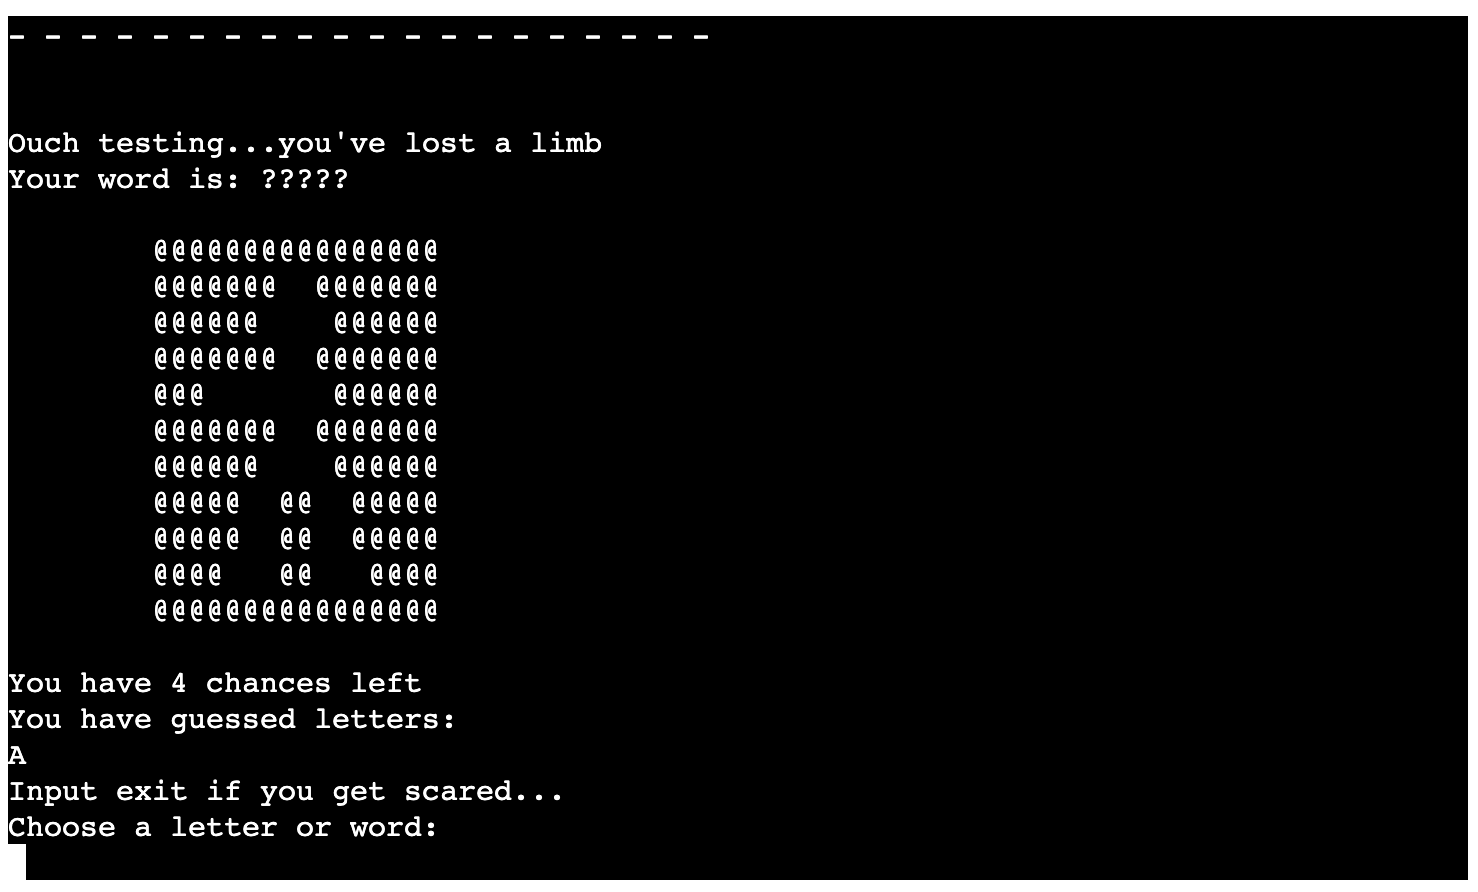 - - - - - - - - - - - - - - - - - - - -
Ouch testing...you've lost a limb
Your word is: ?????
        @@@@@@@@@@@@@@@@
        @@@@@@@  @@@@@@@
        @@@@@@    @@@@@@
        @@@@@@@  @@@@@@@
        @@@       @@@@@@
        @@@@@@@  @@@@@@@
        @@@@@@    @@@@@@
        @@@@@  @@  @@@@@
        @@@@@  @@  @@@@@
        @@@@   @@   @@@@
        @@@@@@@@@@@@@@@@
You have 4 chances left
You have guessed letters:
A
Input exit if you get scared...
Choose a letter or word: